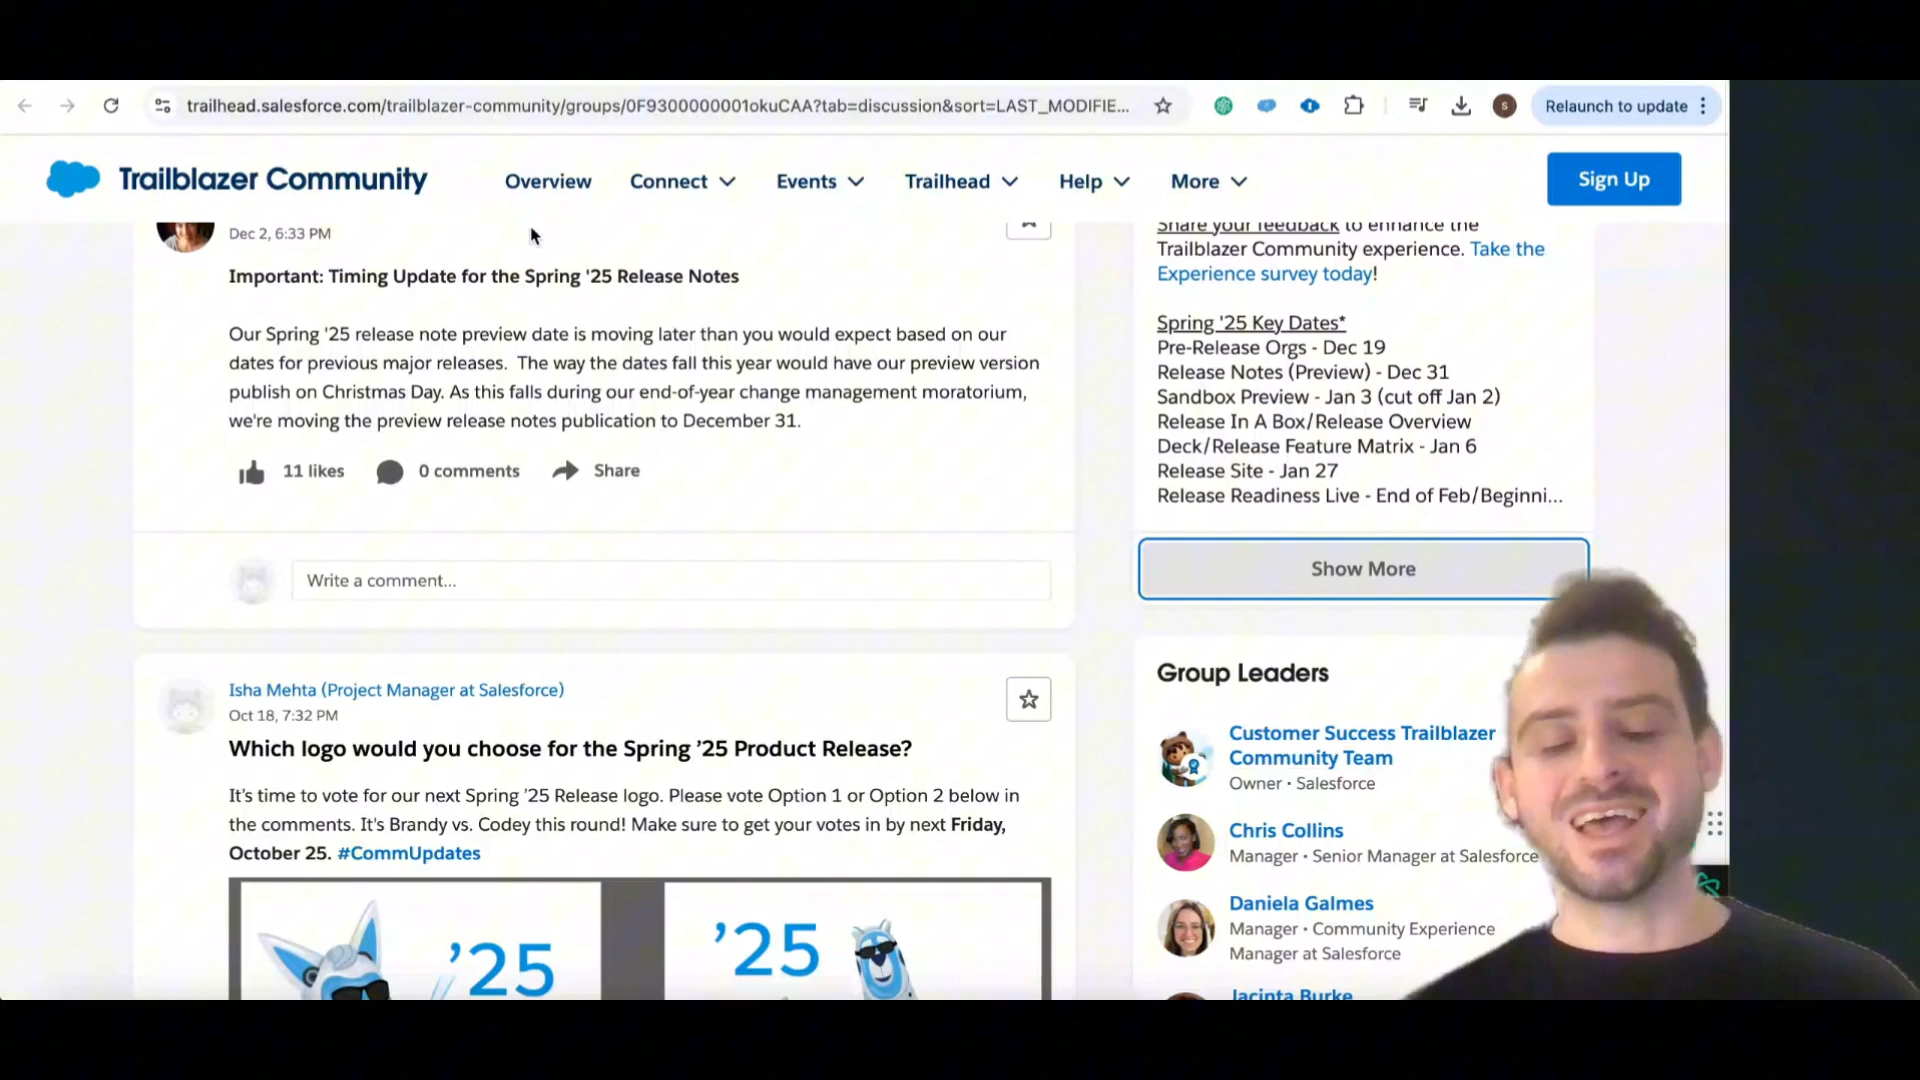 trailhead.salesforce.com/trailblazer-community/groups/0F9300000001okuCAA?tab=discussion&sort=LAST_MODIFIE...
S
Relaunch to update
Trailblazer Community
Overview
Connect
Events
Trailhead
Help
More
Sign Up
Dec 2, 6:33 PM
Important: Timing Update for the Spring '25 Release Notes
Our Spring '25 release note preview date is moving later than you would expect based on our
dates for previous major releases. The way the dates fall this year would have our preview version
publish on Christmas Day. As this falls during our end-of-year change management moratorium,
we're moving the preview release notes publication to December 31.
11 likes
0 comments
Share
Write a comment...
Isha Mehta (Project Manager at Salesforce)
Oct 18, 7:32 PM
Which logo would you choose for the Spring ’25 Product Release?
It’s time to vote for our next Spring ’25 Release logo. Please vote Option 1 or Option 2 below in
the comments. It's Brandy vs. Codey this round! Make sure to get your votes in by next Friday,
October 25. #CommUpdates
’25
’25
Share your feedback to enhance the
Trailblazer Community experience. Take the
Experience survey today!
Spring '25 Key Dates*
Pre-Release Orgs - Dec 19
Release Notes (Preview) - Dec 31
Sandbox Preview - Jan 3 (cut off Jan 2)
Release In A Box/Release Overview
Deck/Release Feature Matrix - Jan 6
Release Site - Jan 27
Release Readiness Live - End of Feb/Beginni...
Show More
Group Leaders
Customer Success Trailblazer
Community Team
Owner • Salesforce
Chris Collins
Manager • Senior Manager at Salesforce
Daniela Galmes
Manager • Community Experience
Manager at Salesforce
Jacinta Burke